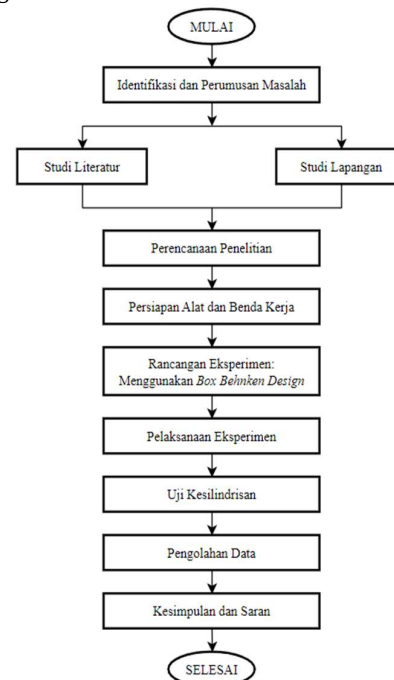 MULAI
Identifikasi dan Perumusan Masalah
Studi Literatur
Studi Lapangan
Perencanaan Penelitian
Persiapan Alat dan Benda Kerja
Rancangan Eksperimen:
Menggunakan Box Behnken Design
Pelaksanaan Eksperimen
Uji Kesilindrisan
Pengolahan Data
Kesimpulan dan Saran
SELESAI